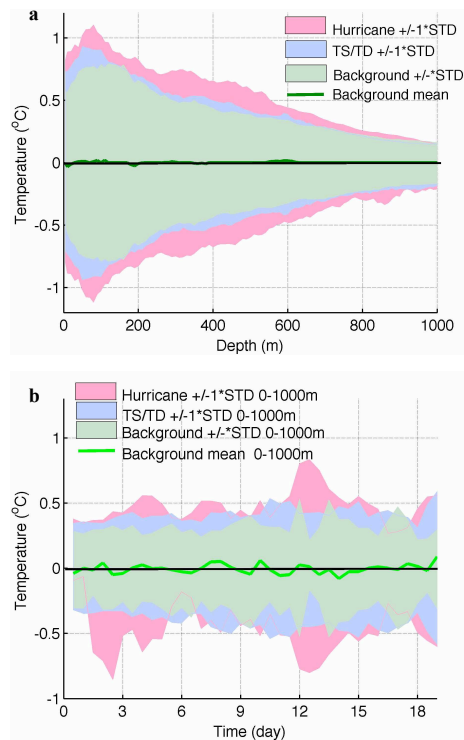 a
Hurricane +/-1*STD
TS/TD +/-1*STD
Background +/-*STD
Background mean
1
0.5
0
-0.5
-1
Temperature (°C)
0 200 400 600 800 1000
Depth (m)
b
Hurricane +/-1*STD 0-1000m
TS/TD +/-1*STD 0-1000m
Background +/-*STD 0-1000m
Background mean 0-1000m
1
0.5
0
-0.5
-1
Temperature (°C)
0 3 6 9 12 15 18
Time (day)